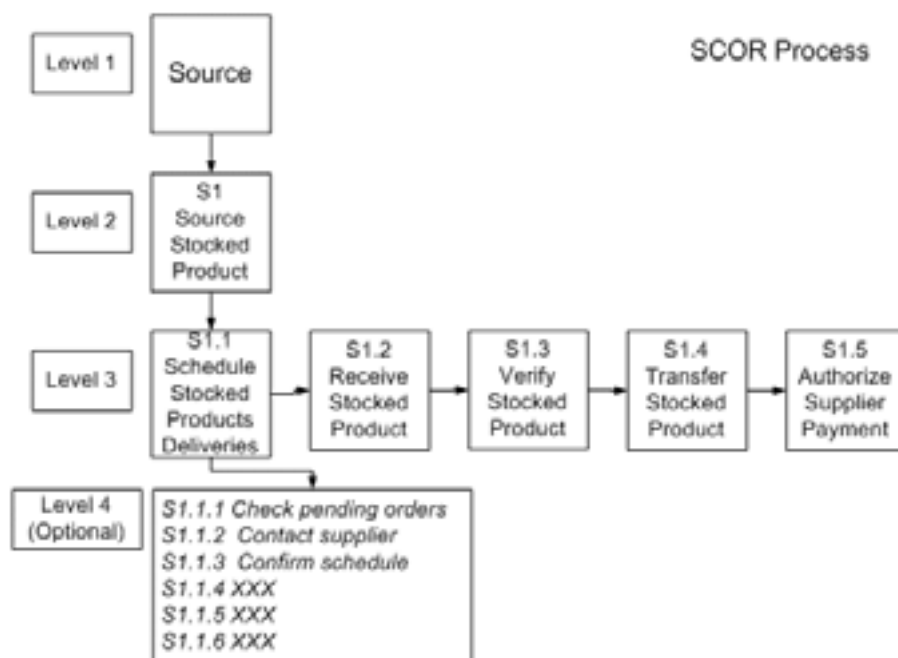 SCOR Process
Level 1
Source
Level 2
S1
Source
Stocked
Product
Level 3
S1.1
Schedule
Stocked
Products
Deliveries
S1.2
Receive
Stocked
Product
S1.3
Verify
Stocked
Product
S1.4
Transfer
Stocked
Product
S1.5
Authorize
Supplier
Payment
Level 4
(Optional)
S1.1.1 Check pending orders
S1.1.2 Contact supplier
S1.1.3 Confirm schedule
S1.1.4 XXX
S1.1.5 XXX
S1.1.6 XXX